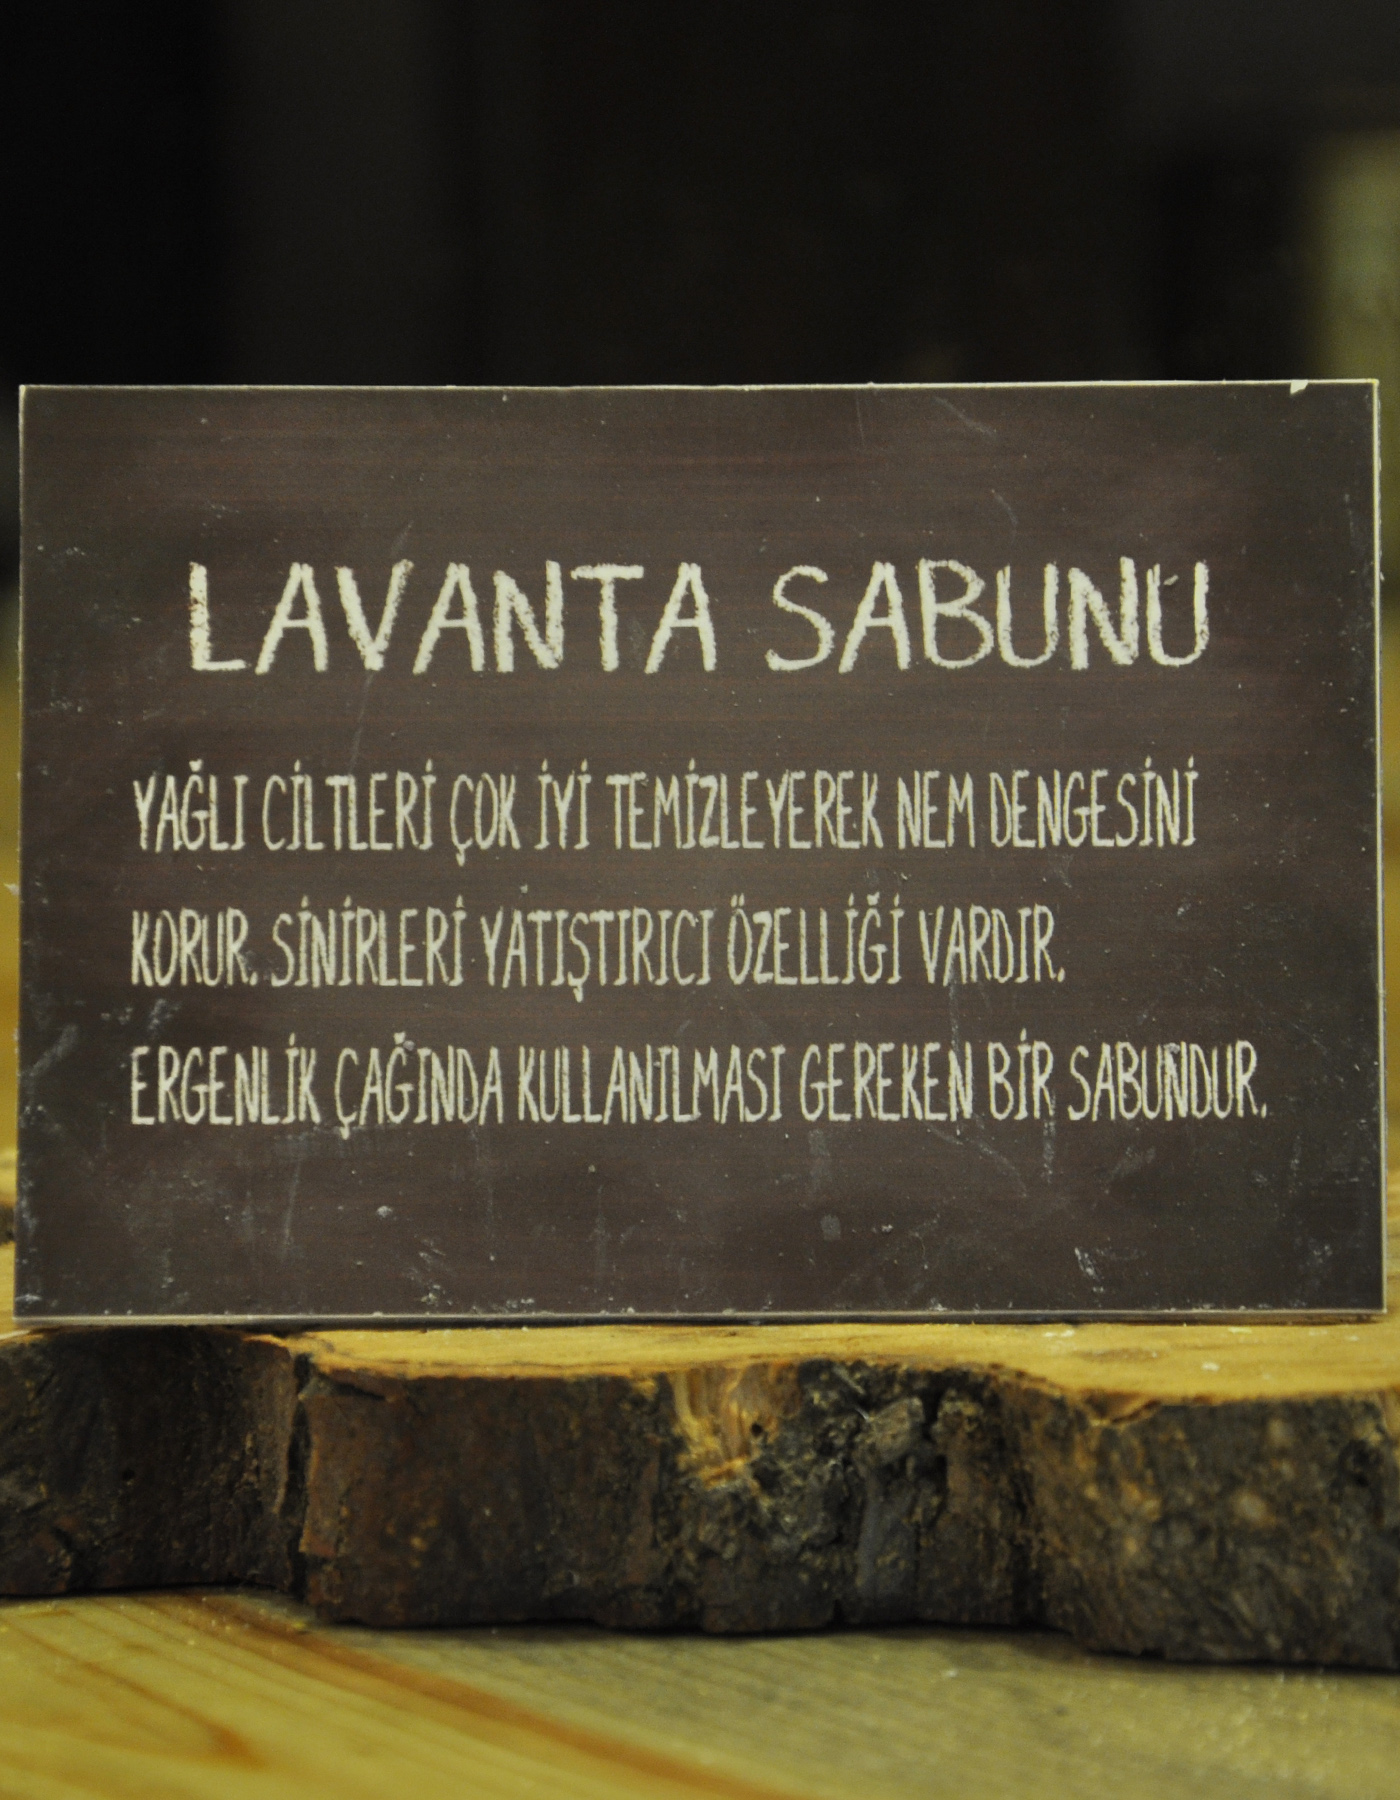 LAVANTA SABUNU
YAĞLI CİLTLERİ ÇOK İYİ TEMİZLEYEREK NEM DENGESİNİ
KORUR. SİNİRLERİ YATIŞTIRICI ÖZELLİĞİ VARDIR.
ERGENLİK ÇAĞINDA KULLANILMASI GEREKEN BİR SABUNDUR.